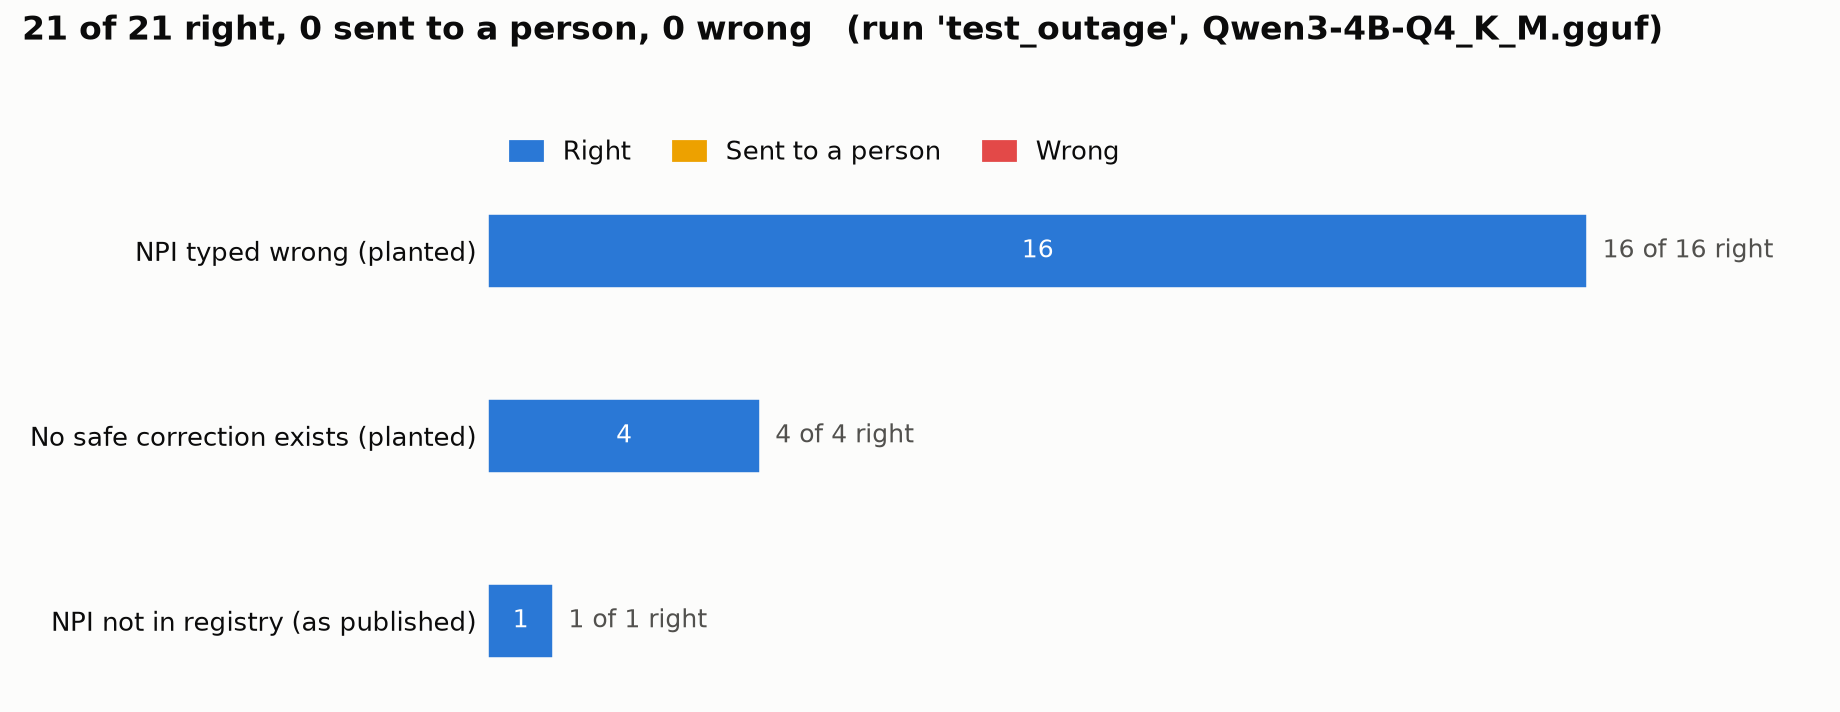 21 of 21 right, 0 sent to a person, 0 wrong   (run 'test_outage', Qwen3-4B-Q4_K_M.gguf)
Right Sent to a person Wrong
NPI typed wrong (planted) 16 16 of 16 right
No safe correction exists (planted) 4 4 of 4 right
NPI not in registry (as published) 1 1 of 1 right